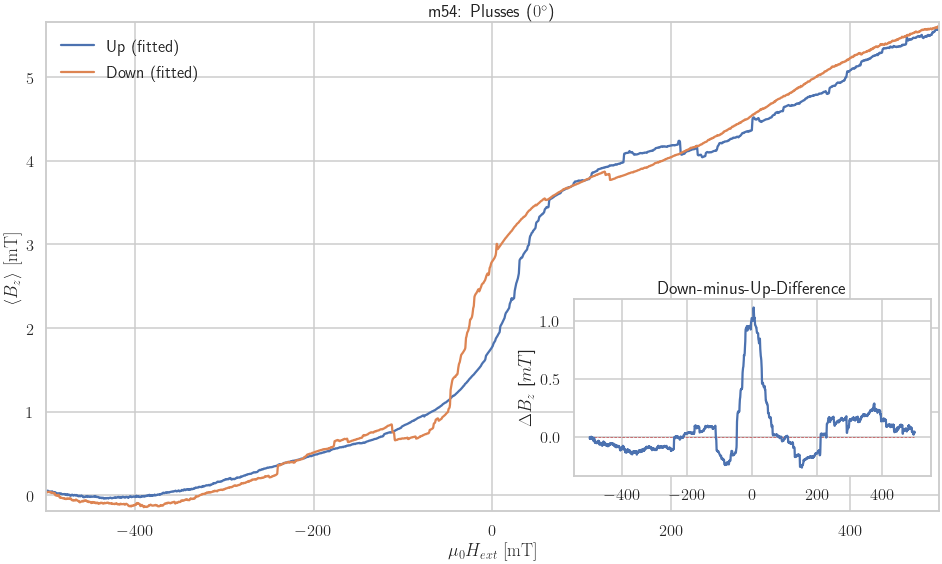 m54: Plusses (0°)
Up (fitted)
Down (fitted)
⟨B_z⟩ [mT]
5
4
3
2
1
0
−400
−200
0
200
400
μ₀H_ext [mT]
Down-minus-Up-Difference
ΔB_z [mT]
1.0
0.5
0.0
−400
−200
0
200
400